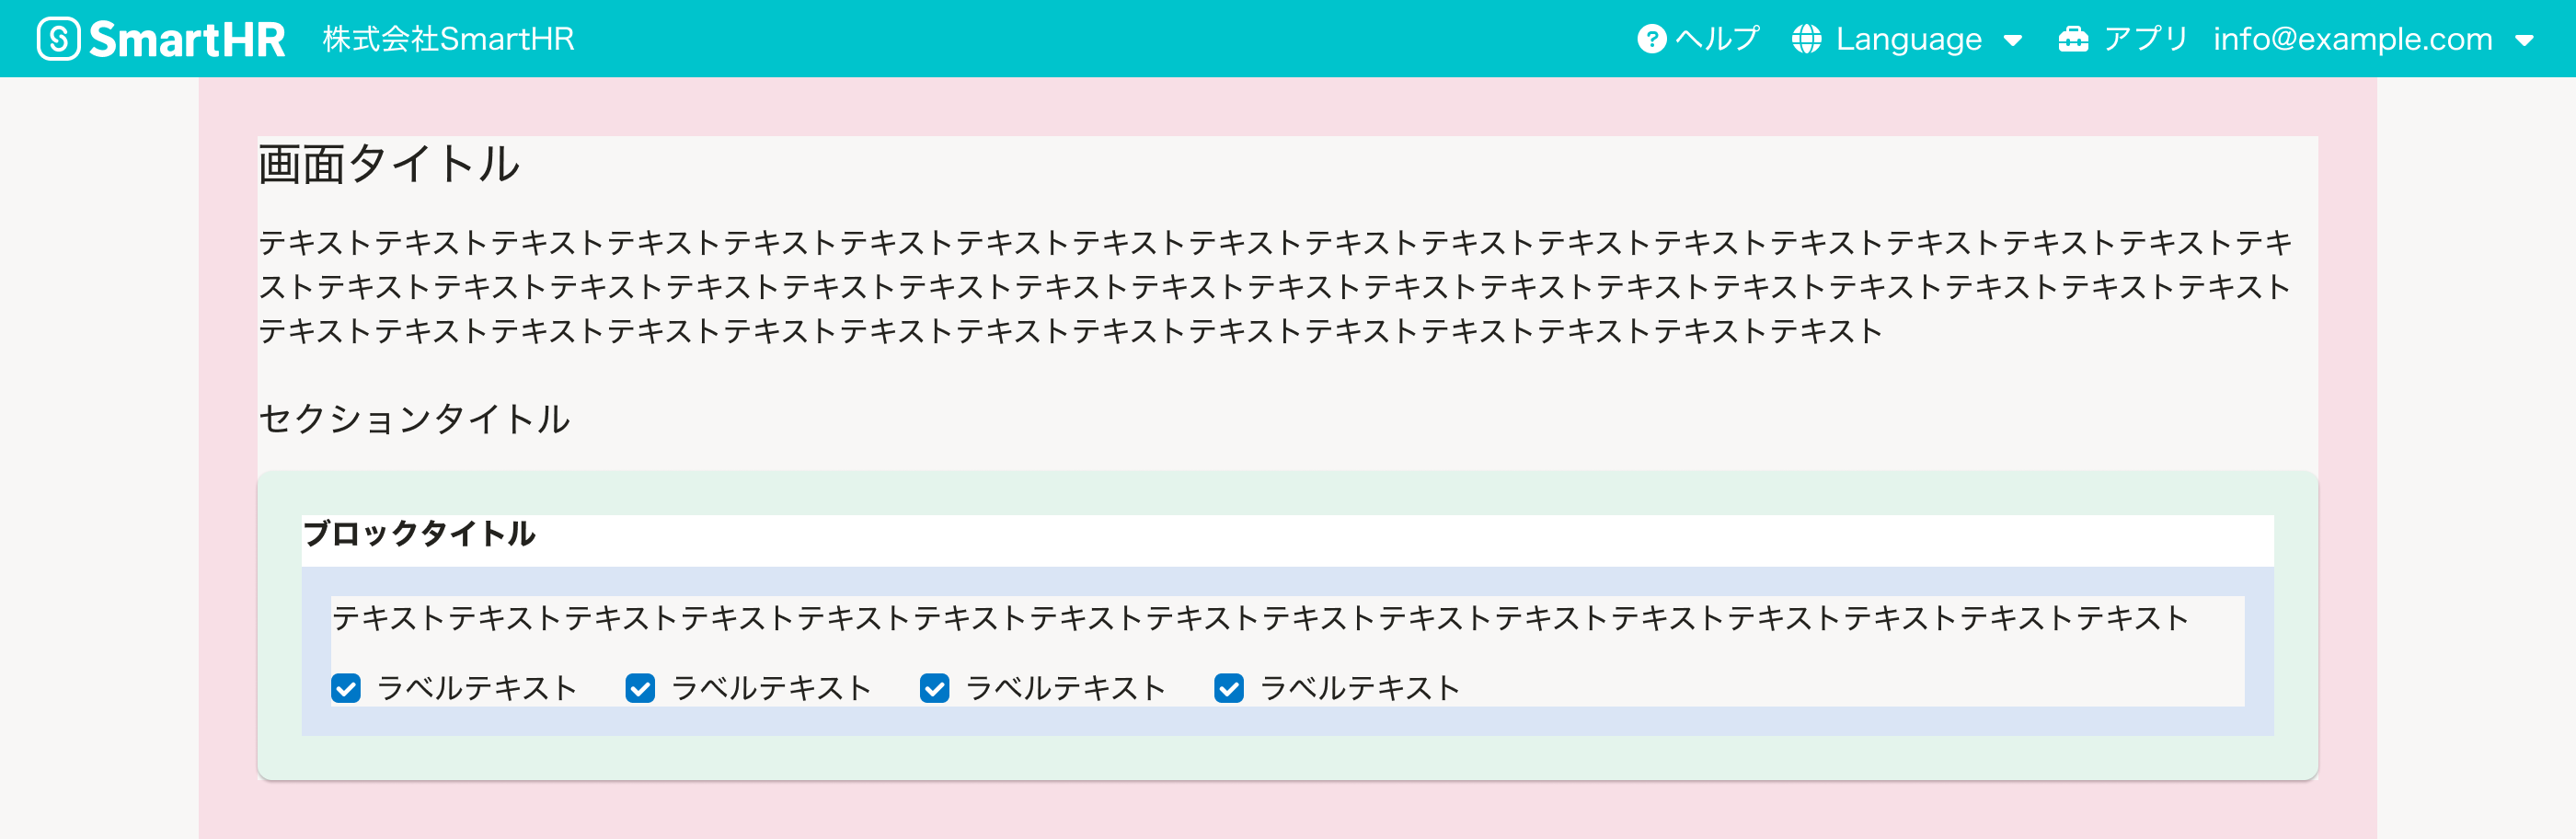 SmartHR 株式会社SmartHR ヘルプ Language アプリ info@example.com
画面タイトル
テキストテキストテキストテキストテキストテキストテキストテキストテキストテキストテキストテキストテキストテキストテキストテキストテキストテキ
ストテキストテキストテキストテキストテキストテキストテキストテキストテキストテキストテキストテキストテキストテキストテキストテキストテキスト
テキストテキストテキストテキストテキストテキストテキストテキストテキストテキストテキストテキストテキストテキスト
セクションタイトル
ブロックタイトル
テキストテキストテキストテキストテキストテキストテキストテキストテキストテキストテキストテキストテキストテキストテキストテキスト
ラベルテキスト ラベルテキスト ラベルテキスト ラベルテキスト